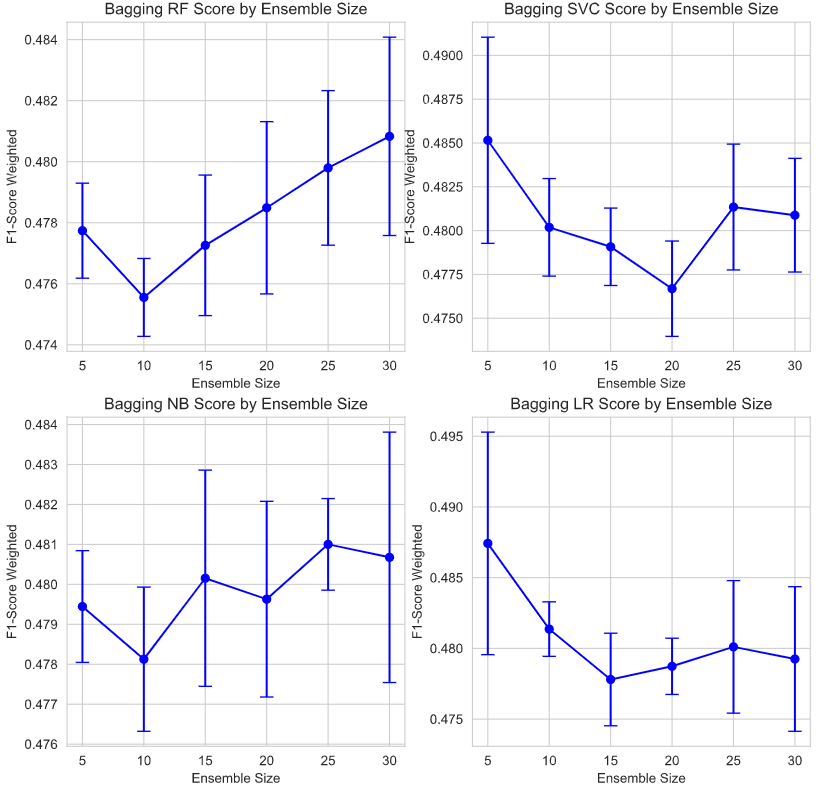 Bagging RF Score by Ensemble Size
F1-Score Weighted
0.484
0.482
0.480
0.478
0.476
0.474
5 10 15 20 25 30
Ensemble Size
Bagging SVC Score by Ensemble Size
F1-Score Weighted
0.4900
0.4875
0.4850
0.4825
0.4800
0.4775
0.4750
5 10 15 20 25 30
Ensemble Size
Bagging NB Score by Ensemble Size
F1-Score Weighted
0.484
0.483
0.482
0.481
0.480
0.479
0.478
0.477
0.476
5 10 15 20 25 30
Ensemble Size
Bagging LR Score by Ensemble Size
F1-Score Weighted
0.495
0.490
0.485
0.480
0.475
5 10 15 20 25 30
Ensemble Size